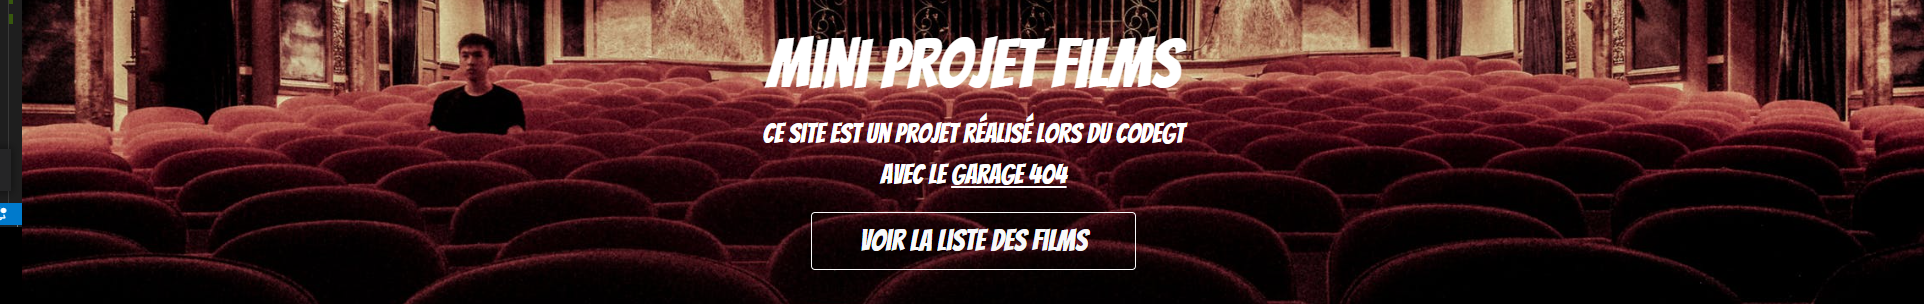 MINI PROJET FILMS
CE SITE EST UN PROJET RÉALISÉ LORS DU CODEGT
AVEC LE GARAGE 404
VOIR LA LISTE DES FILMS